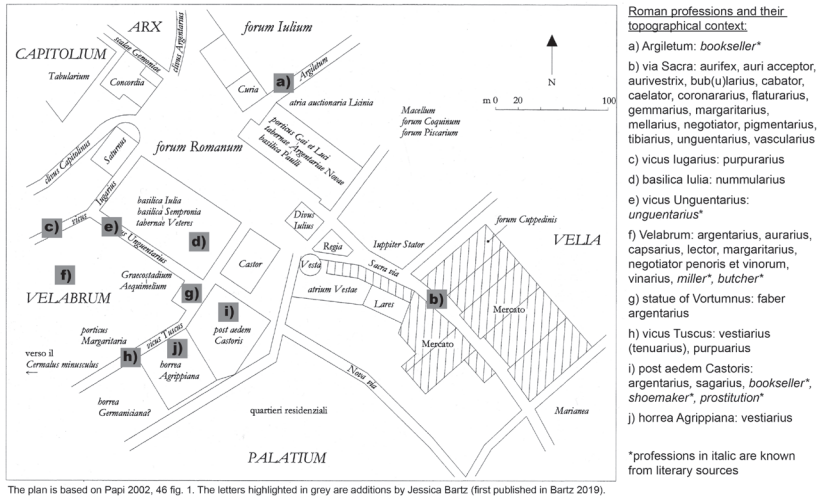 ARX
forum Iulium
CAPITOLIUM
scalae Gemoniae
clivus Argentarius
Tabularium
Concordia
Curia
a)
Argiletum
N
atria auctionaria Licinia
m 0 20 100
Macellum
forum Coquinum
forum Piscarium
porticus Gai et Luci
tabernae Argentariae Novae
basilica Paulli
forum Romanum
clivus Capitolinus
Saturnus
Iugarius
vicus
c)
basilica Iulia
basilica Sempronia
tabernae Veteres
e)
vicus Unguentarius
d)
Divus
Iulius
Regia
Iuppiter Stator
forum Cuppedinis
VELIA
Castor
Vesta
Sacra via
f)
VELABRUM
Graecostadium
Aequimelium
g)
atrium Vestae
Lares
b)
Mercato
Mercato
i)
post aedem
Castoris
porticus
Margaritaria
vicus Tuscus
h)
j)
horrea
Agrippiana
verso il
Cermalus minusculus
←
Nova via
horrea
Germaniciana?
quartieri residenziali
Marianea
PALATIUM
Roman professions and their
topographical context:
a) Argiletum: bookseller*
b) via Sacra: aurifex, auri acceptor,
aurivestrix, bub(u)larius, cabator,
caelator, coronararius, flaturarius,
gemmarius, margaritarius,
mellarius, negotiator, pigmentarius,
tibiarius, unguentarius, vascularius
c) vicus Iugarius: purpurarius
d) basilica Iulia: nummularius
e) vicus Unguentarius:
unguentarius*
f) Velabrum: argentarius, aurarius,
capsarius, lector, margaritarius,
negotiator penoris et vinorum,
vinarius, miller*, butcher*
g) statue of Vortumnus: faber
argentarius
h) vicus Tuscus: vestiarius
(tenuarius), purpuarius
i) post aedem Castoris:
argentarius, sagarius, bookseller*,
shoemaker*, prostitution*
j) horrea Agrippiana: vestiarius
*professions in italic are known
from literary sources
The plan is based on Papi 2002, 46 fig. 1. The letters highlighted in grey are additions by Jessica Bartz (first published in Bartz 2019).